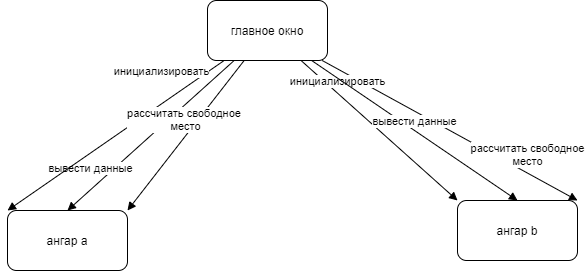 главное окно
инициализировать
инициализировать
рассчитать свободное
место
вывести данные
рассчитать свободное
место
вывести данные
ангар a
ангар b